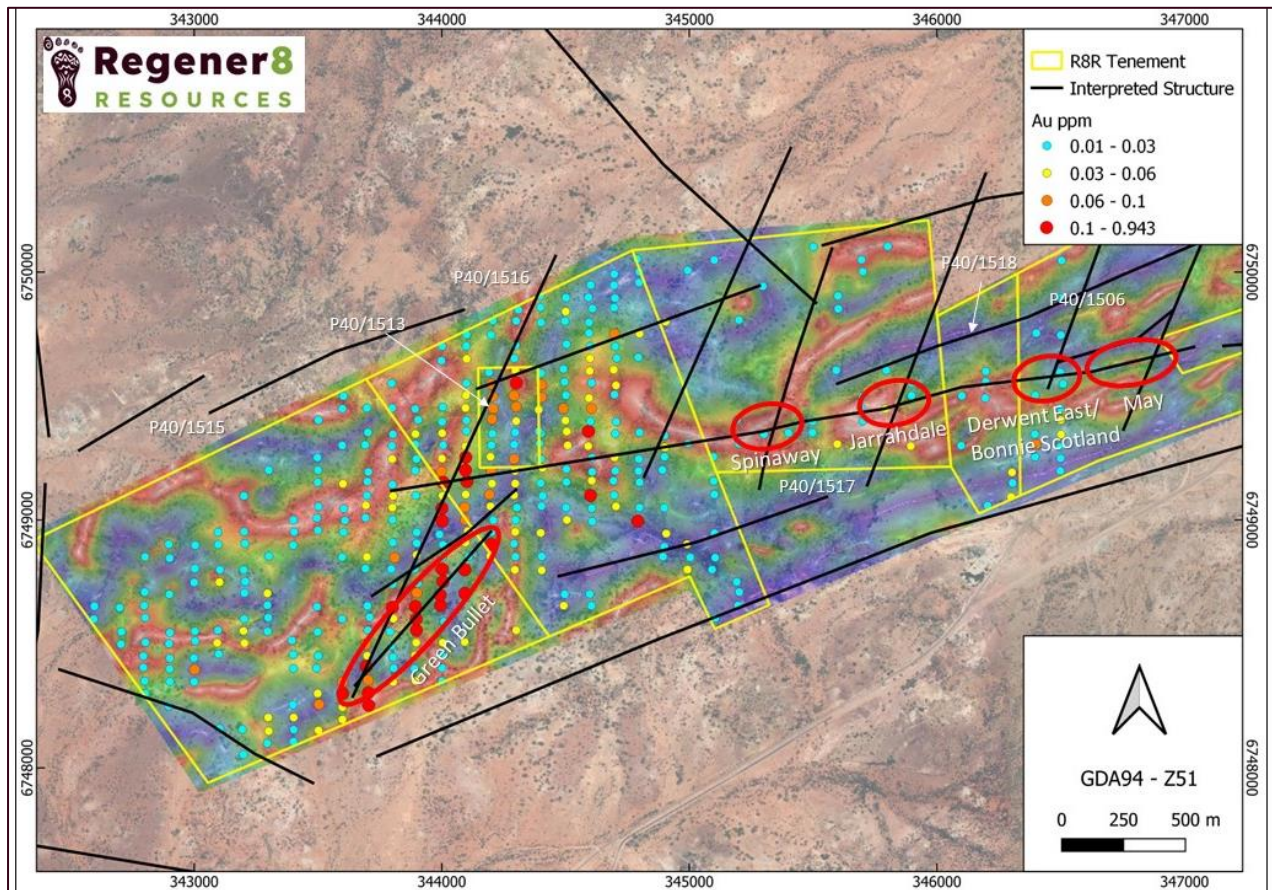 343000
344000
345000
346000
347000
Regener8
RESOURCES
R8R Tenement
Interpreted Structure
Au ppm
0.01 - 0.03
0.03 - 0.06
0.06 - 0.1
0.1 - 0.943
6750000
6750000
P40/1516
P40/1518
P40/1506
P40/1513
P40/1515
Spinaway
Jarrahdale
Derwent East/
Bonnie Scotland
May
P40/1517
6749000
6749000
Green Bullet
6748000
6748000
GDA94 - Z51
0 250 500 m
343000
344000
345000
346000
347000